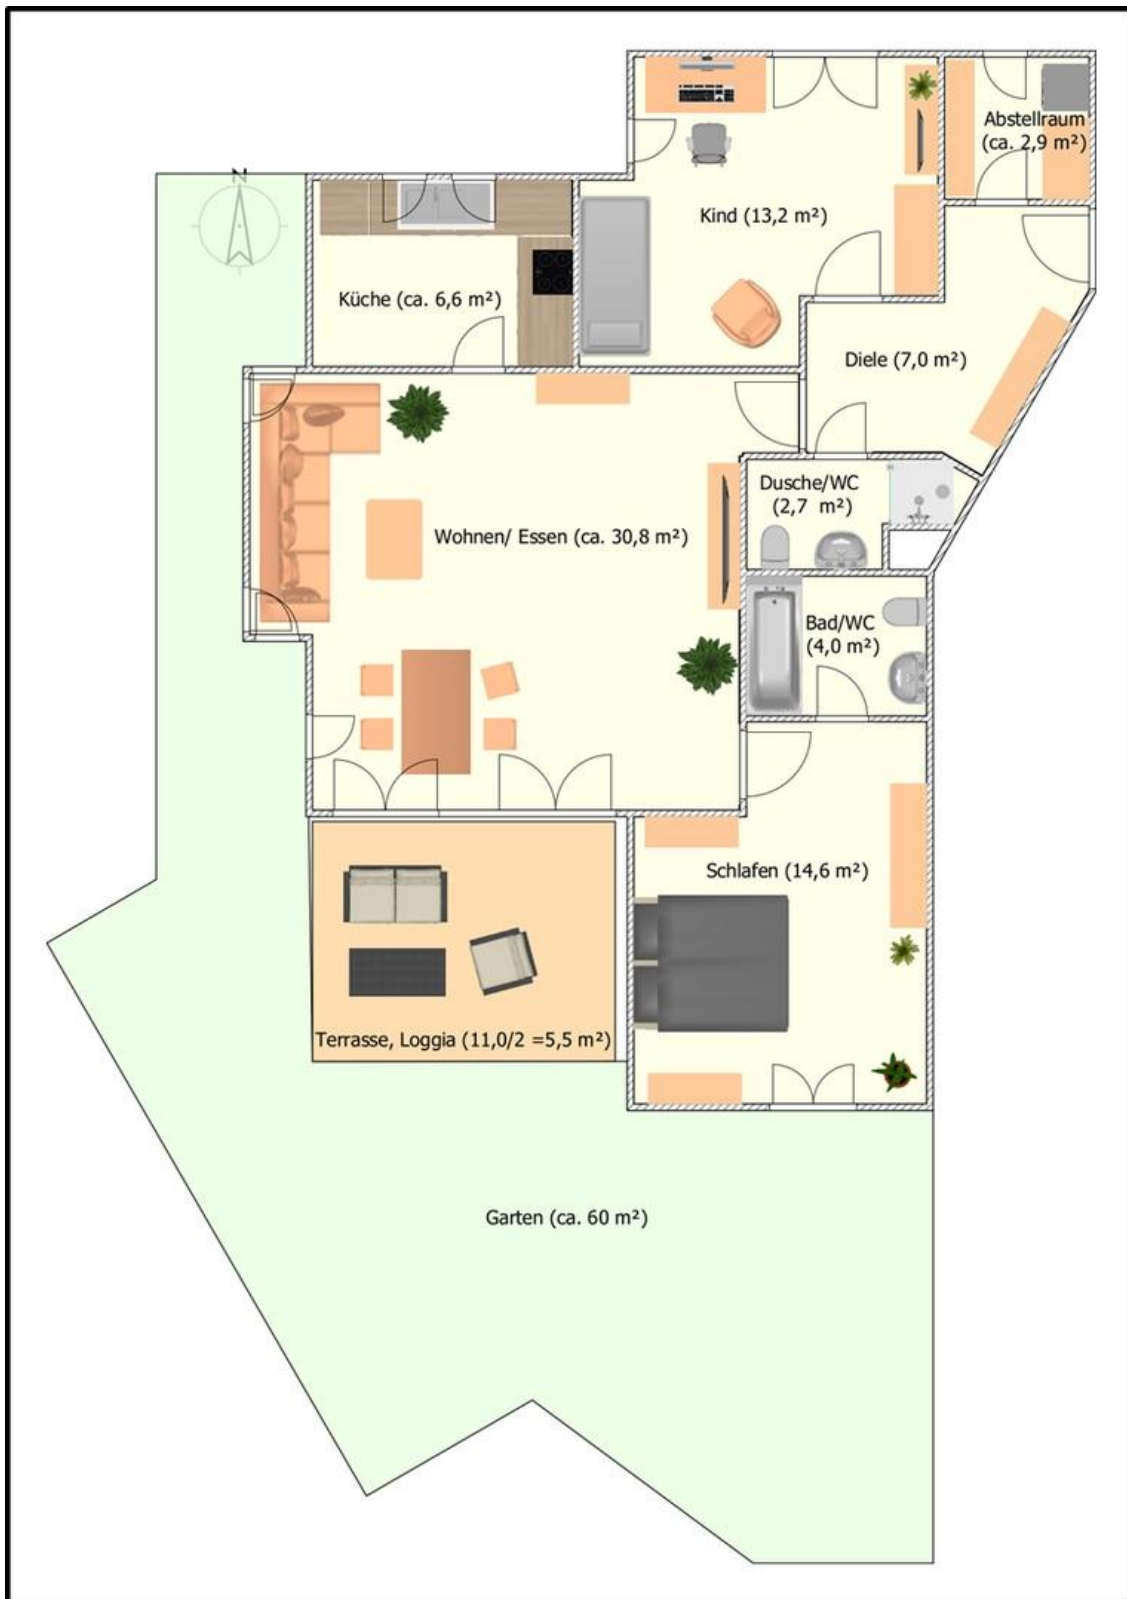 Abstellraum
(ca. 2,9 m²)
N
Kind (13,2 m²)
Küche (ca. 6,6 m²)
Diele (7,0 m²)
Dusche/WC
(2,7 m²)
Wohnen/ Essen (ca. 30,8 m²)
Bad/WC
(4,0 m²)
Schlafen (14,6 m²)
Terrasse, Loggia (11,0/2 =5,5 m²)
Garten (ca. 60 m²)